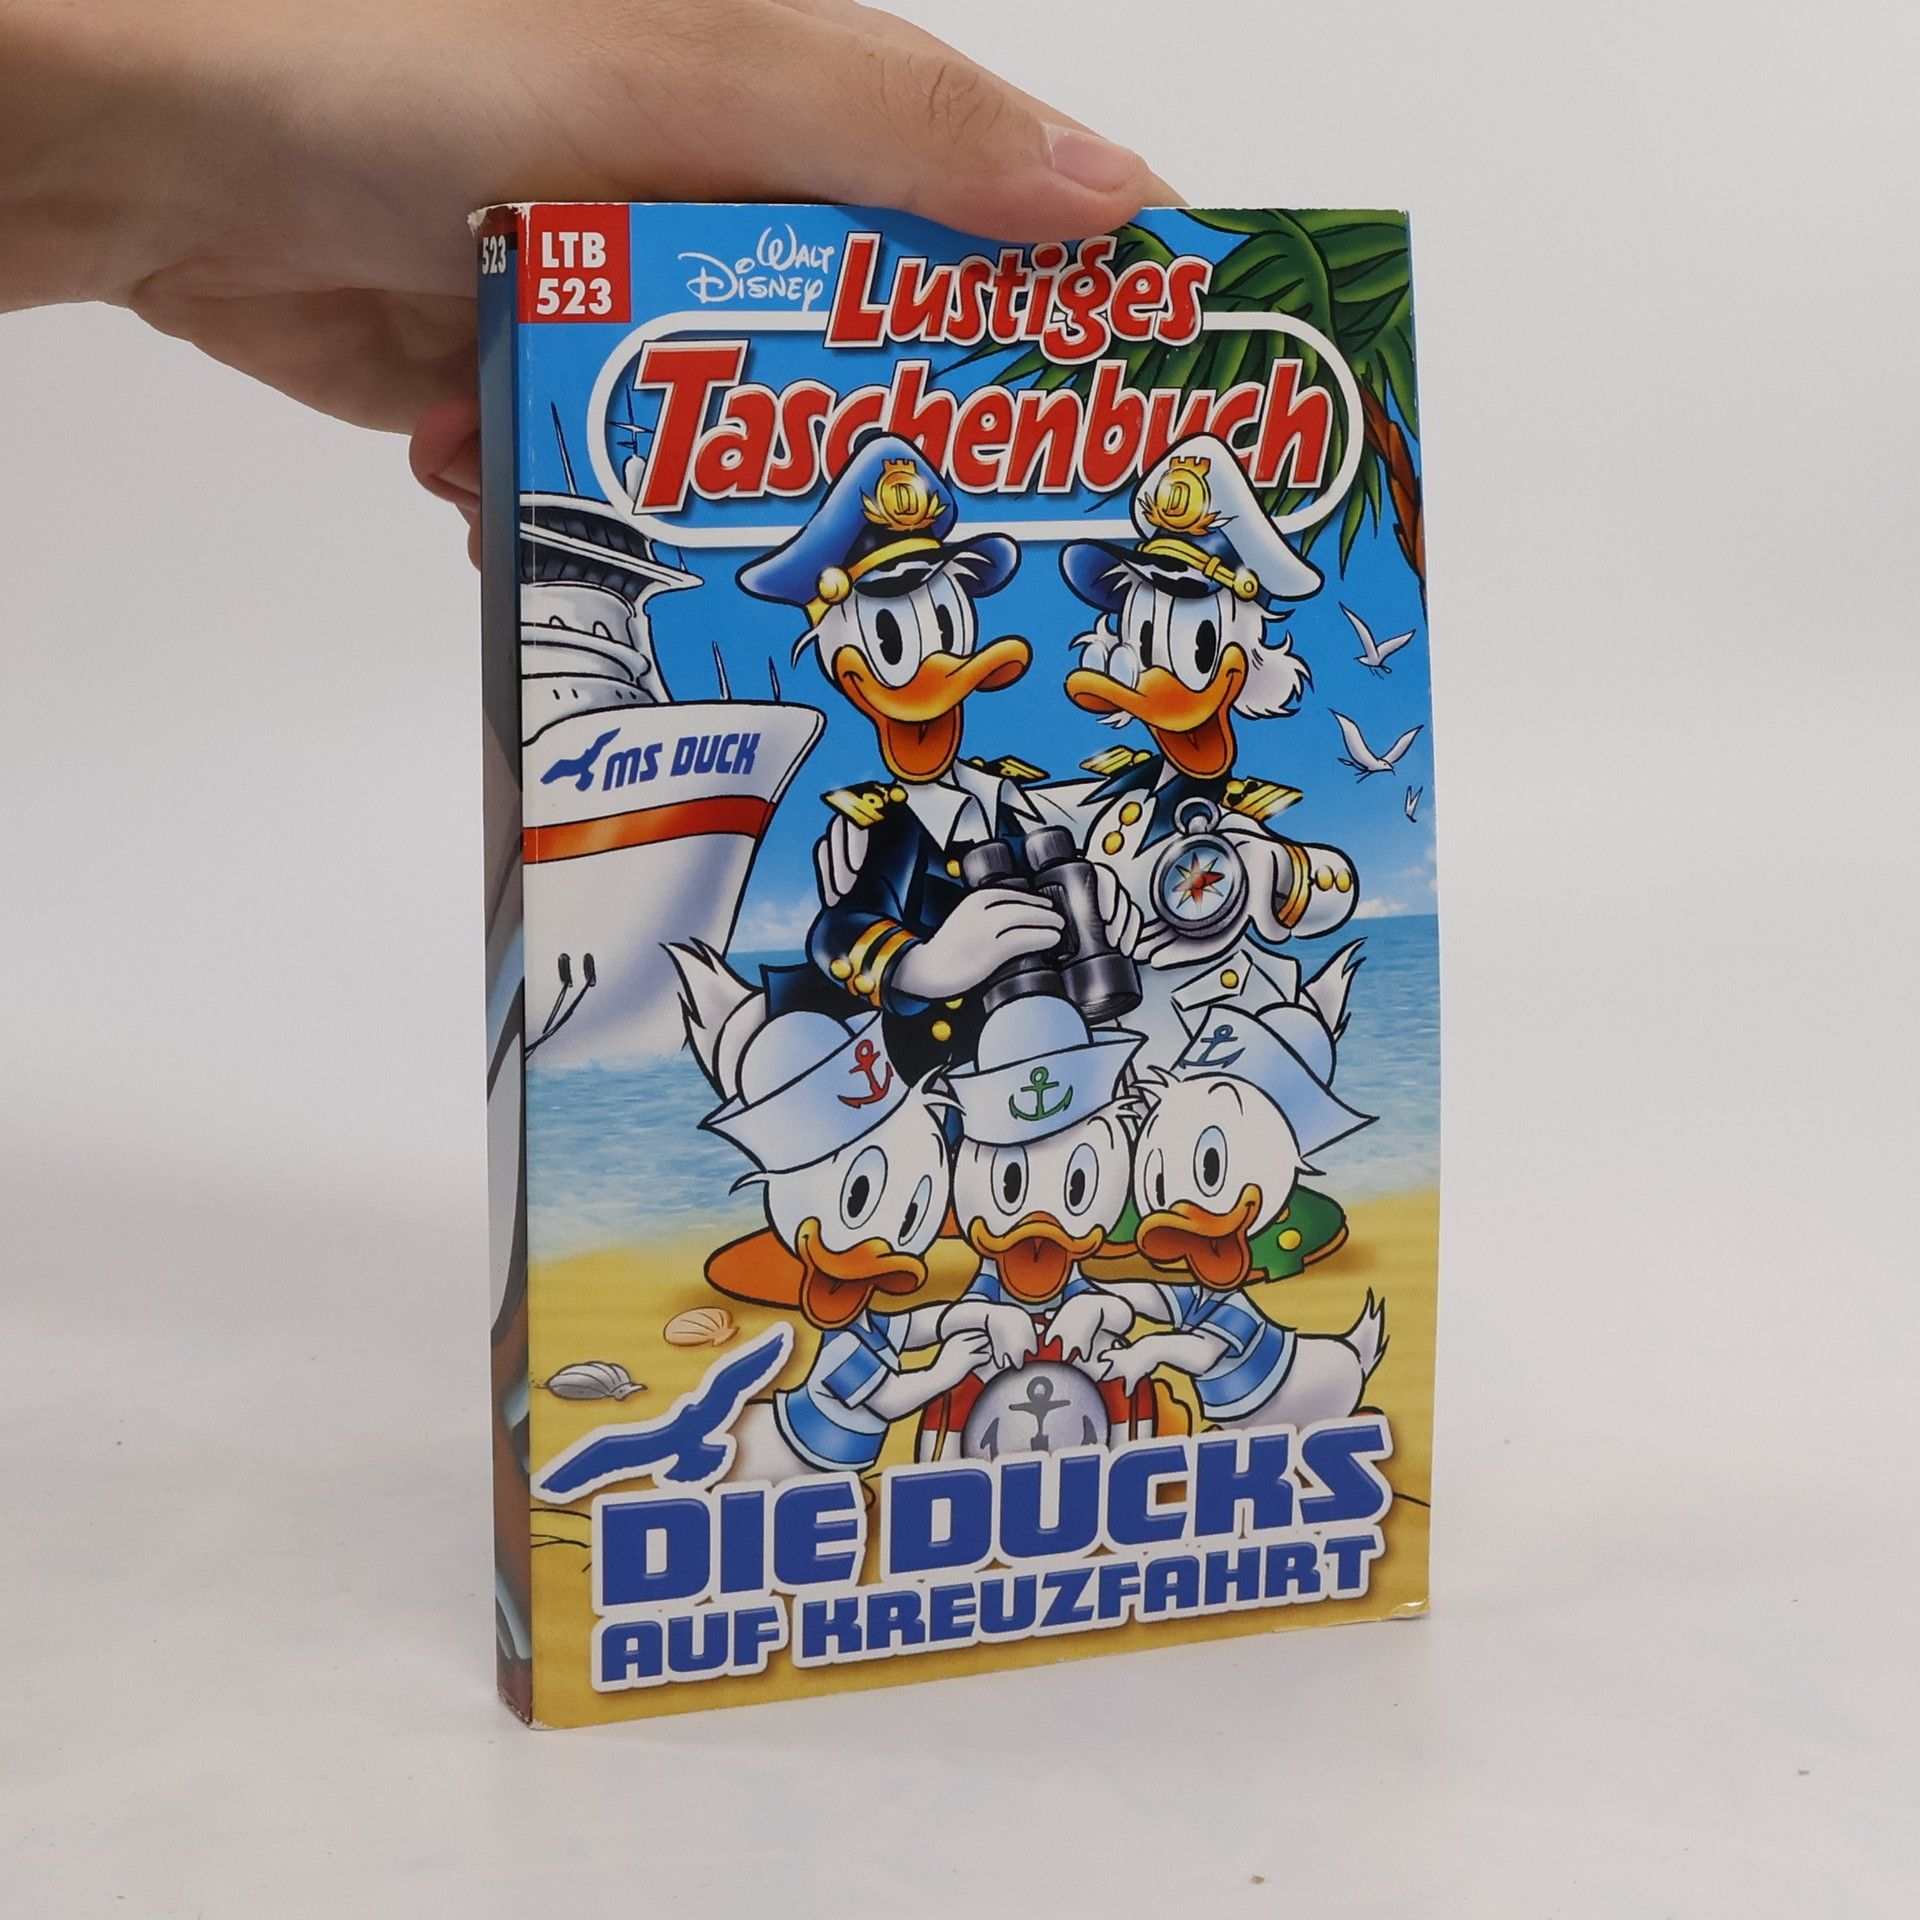 523
LTB
523
WALT
DISNEY
Lustiges
Taschenbuch
D
D
MS DUCK
DIE DUCKS
AUF KREUZFAHRT